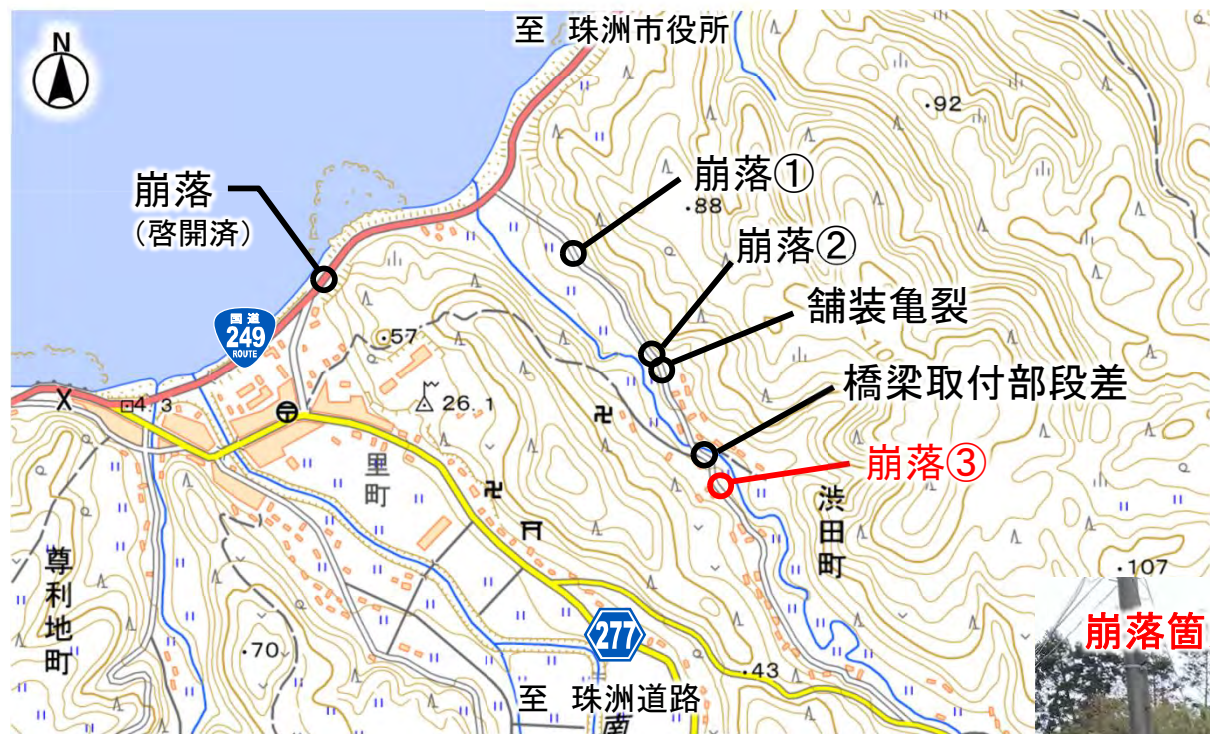 至 珠洲市役所
N
・92
崩落①
崩落
(啓開済)
・88
崩落②
舗装亀裂
国道
249
ROUTE
・57
橋梁取付部段差
4.3
26.1
崩落③
里町
渋田町
尊利地町
・107
崩落箇
277
・70
・43
至 珠洲道路
南